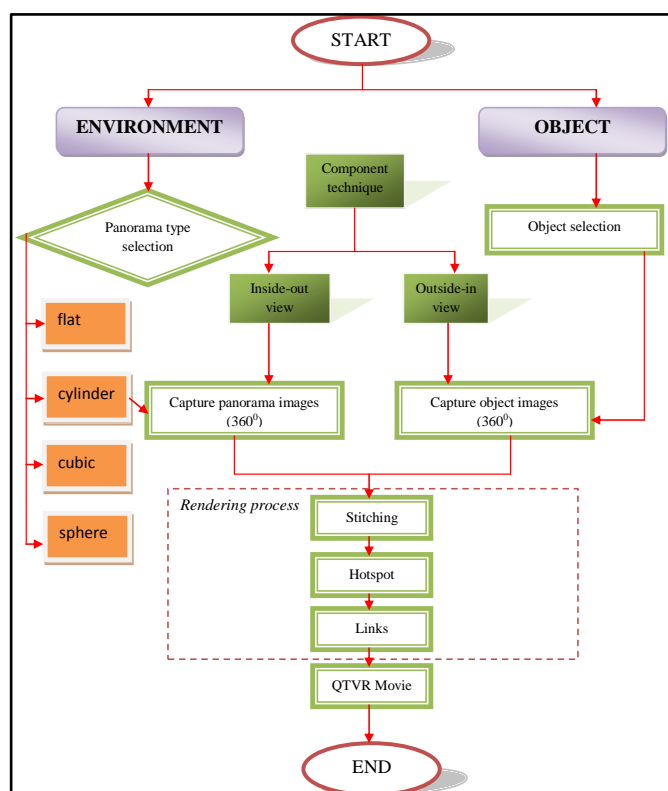 START
ENVIRONMENT
OBJECT
Component
technique
Panorama type
selection
Object selection
Inside-out
view
Outside-in
view
flat
cylinder
cubic
sphere
Capture panorama images
(360⁰)
Capture object images
(360⁰)
Rendering process
Stitching
Hotspot
Links
QTVR Movie
END